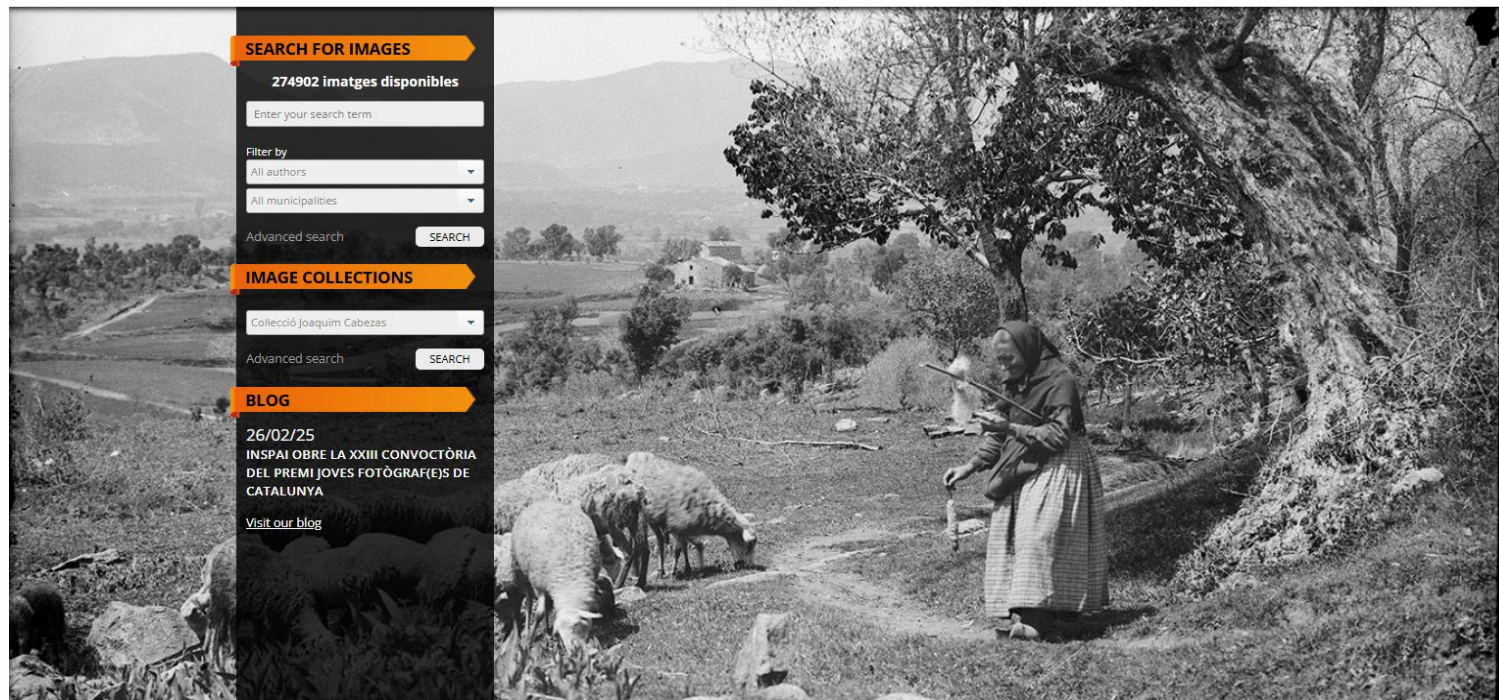 SEARCH FOR IMAGES
274902 imatges disponibles
Enter your search term
Filter by
All authors
All municipalities
Advanced search
SEARCH
IMAGE COLLECTIONS
Col·lecció Joaquim Cabezas
Advanced search
SEARCH
BLOG
26/02/25
INSPAI OBRE LA XXIII CONVOCTÒRIA
DEL PREMI JOVES FOTÒGRAF(E)S DE
CATALUNYA
Visit our blog